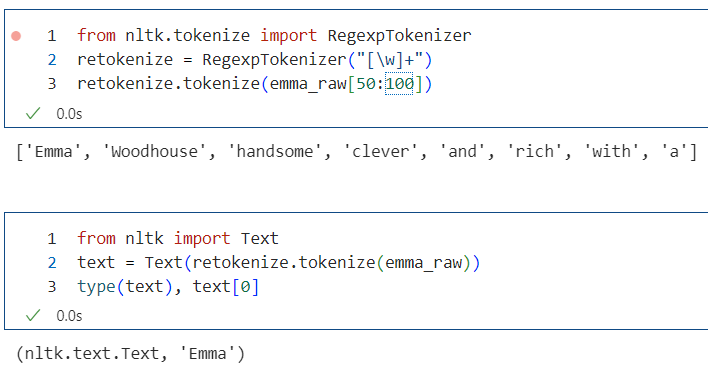 1 from nltk.tokenize import RegexpTokenizer
2 retokenize = RegexpTokenizer("[\w]+")
3 retokenize.tokenize(emma_raw[50:100])
0.0s
['Emma', 'Woodhouse', 'handsome', 'clever', 'and', 'rich', 'with', 'a']
1 from nltk import Text
2 text = Text(retokenize.tokenize(emma_raw))
3 type(text), text[0]
0.0s
(nltk.text.Text, 'Emma')